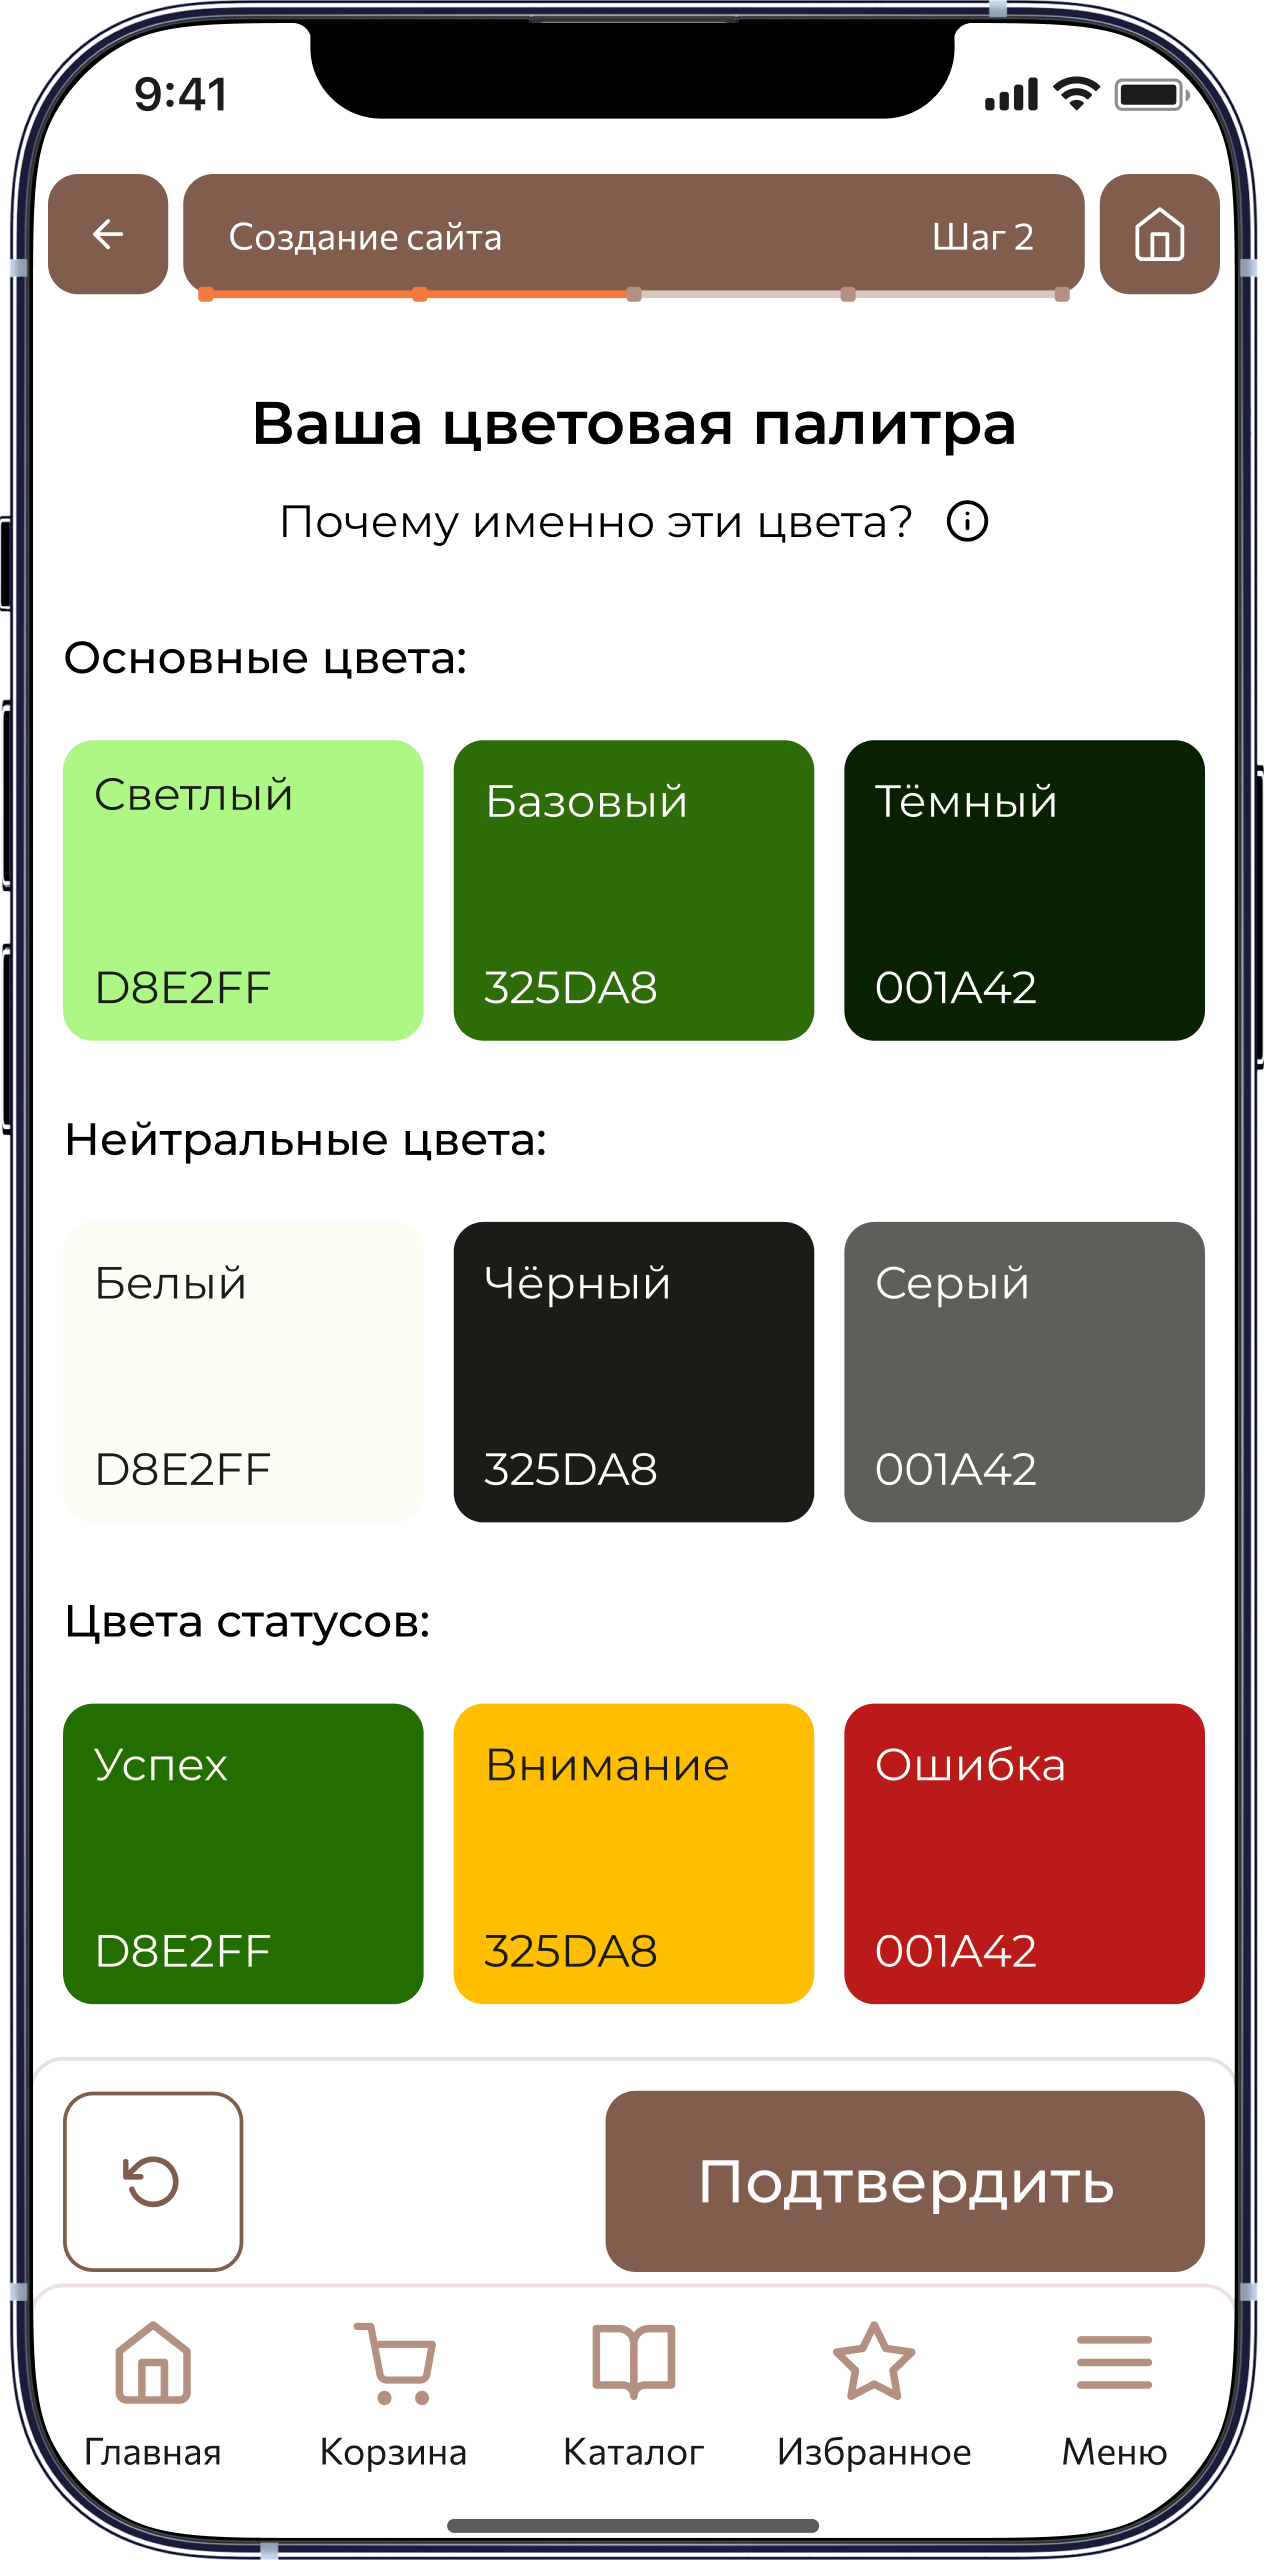 9:41
Создание сайта Шаг 2
Ваша цветовая палитра
Почему именно эти цвета?
Основные цвета:
Светлый Базовый Тёмный
D8E2FF 325DA8 001A42
Нейтральные цвета:
Белый Чёрный Серый
D8E2FF 325DA8 001A42
Цвета статусов:
Успех Внимание Ошибка
D8E2FF 325DA8 001A42
Подтвердить
Главная Корзина Каталог Избранное Меню